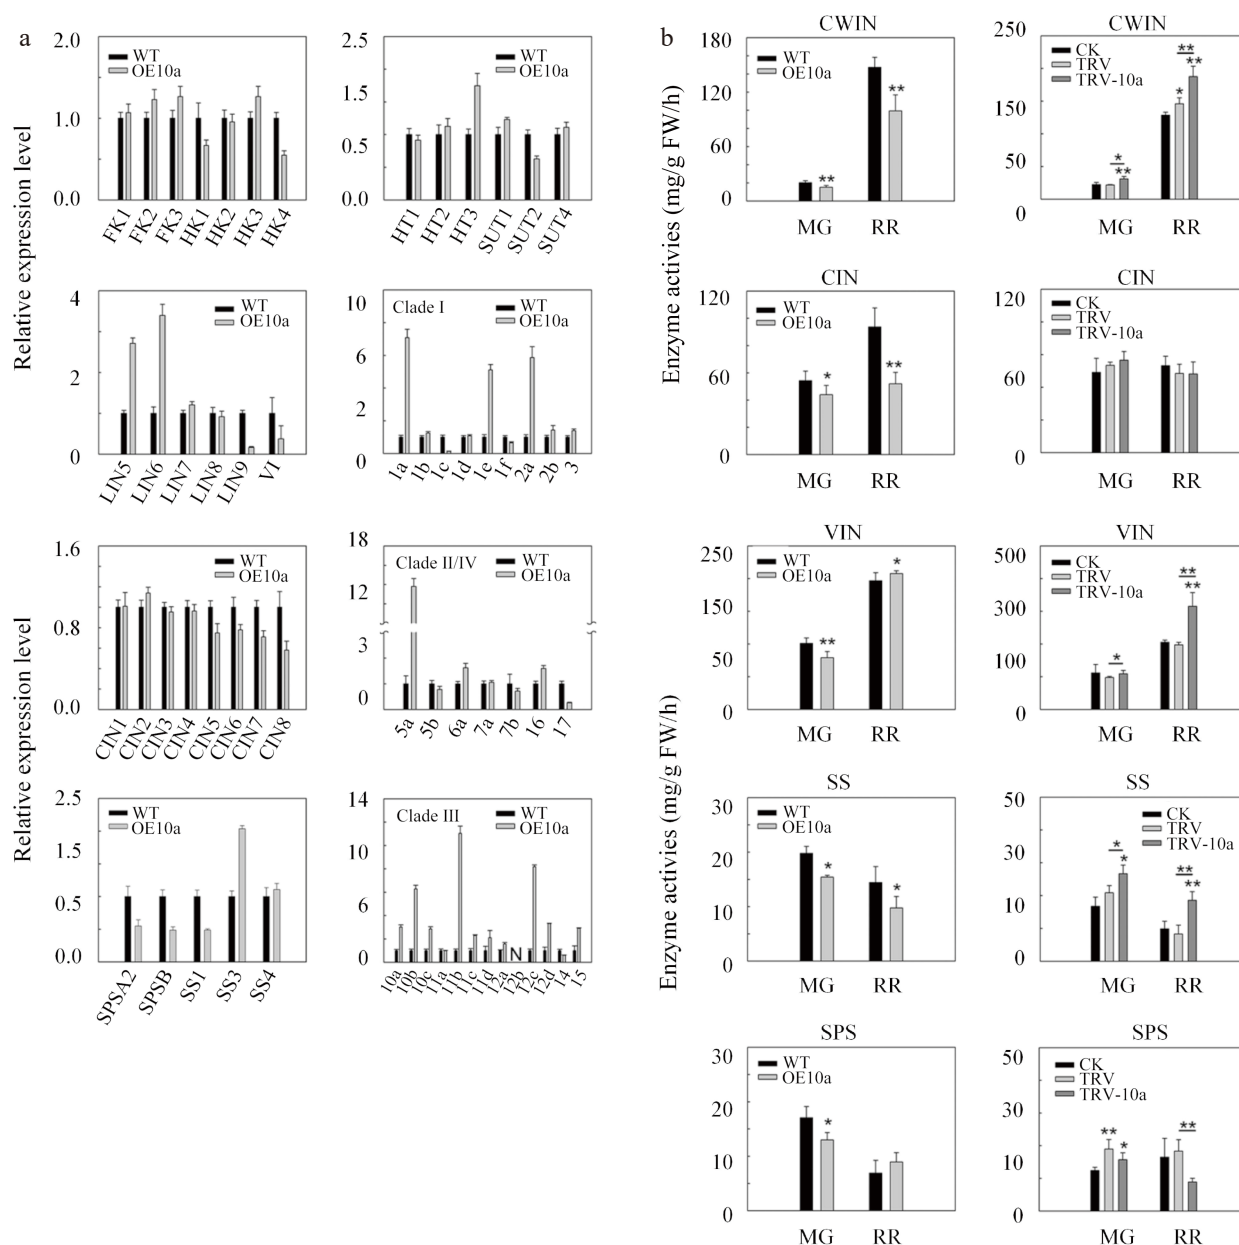 a
Relative expression level
2.0
1.0
0.0
WT
OE10a
FK1
FK2
FK3
HK1
HK2
HK3
HK4
2.5
1.5
0.5
0.0
WT
OE10a
HT1
HT2
HT3
SUT1
SUT2
SUT4
4
2
0
WT
OE10a
LIN5
LIN6
LIN7
LIN8
LIN9
VI
10
6
2
0
Clade I
WT
OE10a
1a
1b
1c
1d
1e
1f
2a
2b
3
Relative expression level
1.6
0.8
0.0
WT
OE10a
CIN1
CIN2
CIN3
CIN4
CIN5
CIN6
CIN7
CIN8
18
12
3
0
Clade II/IV
WT
OE10a
5a
5b
6a
7a
7b
16
17
2.5
1.5
0.5
0.0
WT
OE10a
SPSA2
SPSB
SS1
SS3
SS4
14
10
6
3
0
Clade III
WT
OE10a
N
10a
10b
10c
11a
11b
11c
11d
12a
12b
12c
12d
14
15
b
Enzyme activies (mg/g FW/h)
CWIN
180
120
60
0
WT
OE10a
**
**
MG
RR
CWIN
250
150
50
0
CK
TRV
TRV-10a
*
**
*
**
**
MG
RR
CIN
120
60
0
WT
OE10a
*
**
MG
RR
CIN
120
60
0
CK
TRV
TRV-10a
MG
RR
Enzyme activies (mg/g FW/h)
VIN
250
150
50
0
WT
OE10a
**
*
MG
RR
VIN
500
300
100
0
CK
TRV
TRV-10a
*
**
**
MG
RR
SS
30
20
10
0
WT
OE10a
*
*
MG
RR
SS
50
30
10
0
CK
TRV
TRV-10a
*
*
**
**
MG
RR
SPS
30
20
10
0
WT
OE10a
*
MG
RR
SPS
50
30
10
0
CK
TRV
TRV-10a
**
*
**
MG
RR